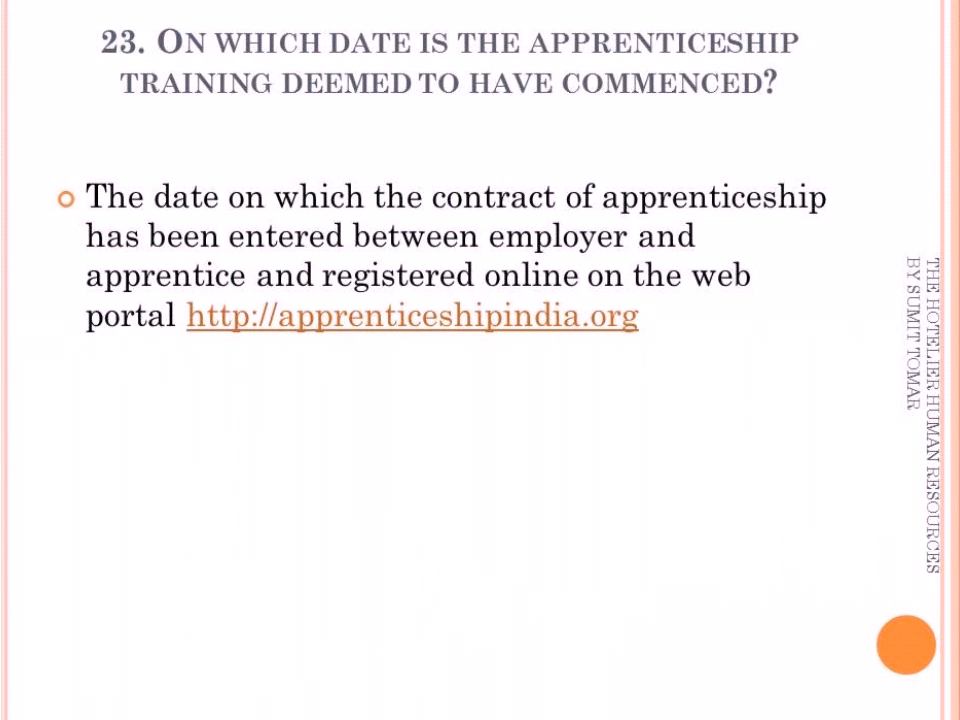 23. ON WHICH DATE IS THE APPRENTICESHIP
TRAINING DEEMED TO HAVE COMMENCED?
The date on which the contract of apprenticeship
has been entered between employer and
apprentice and registered online on the web
portal http://apprenticeshipindia.org
THE HOTELIER HUMAN RESOURCES
BY SUMIT TOMAR